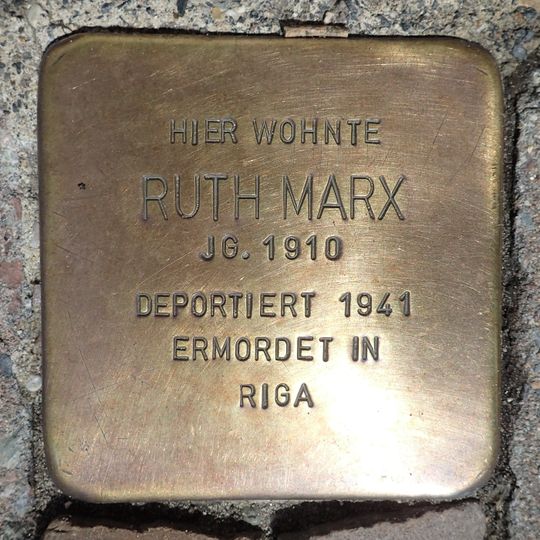 HIER WOHNTE
RUTH MARX
JG. 1910
DEPORTIERT 1941
ERMORDET IN
RIGA